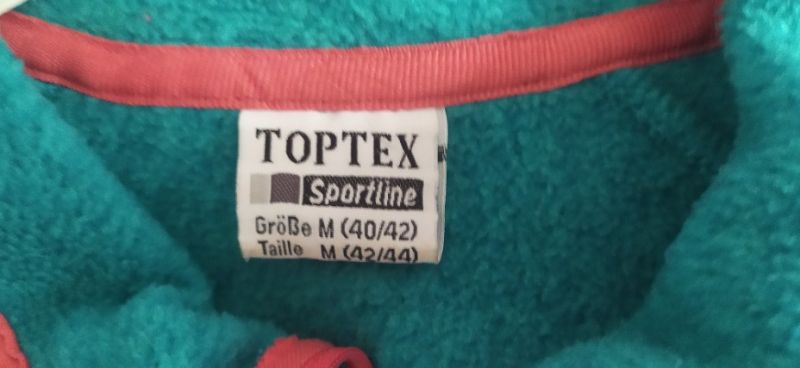 TOPTEX
Sportline
Größe M (40/42)
Taille M (42/44)